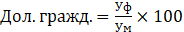 Дол. гражд. = Уф/Ум × 100